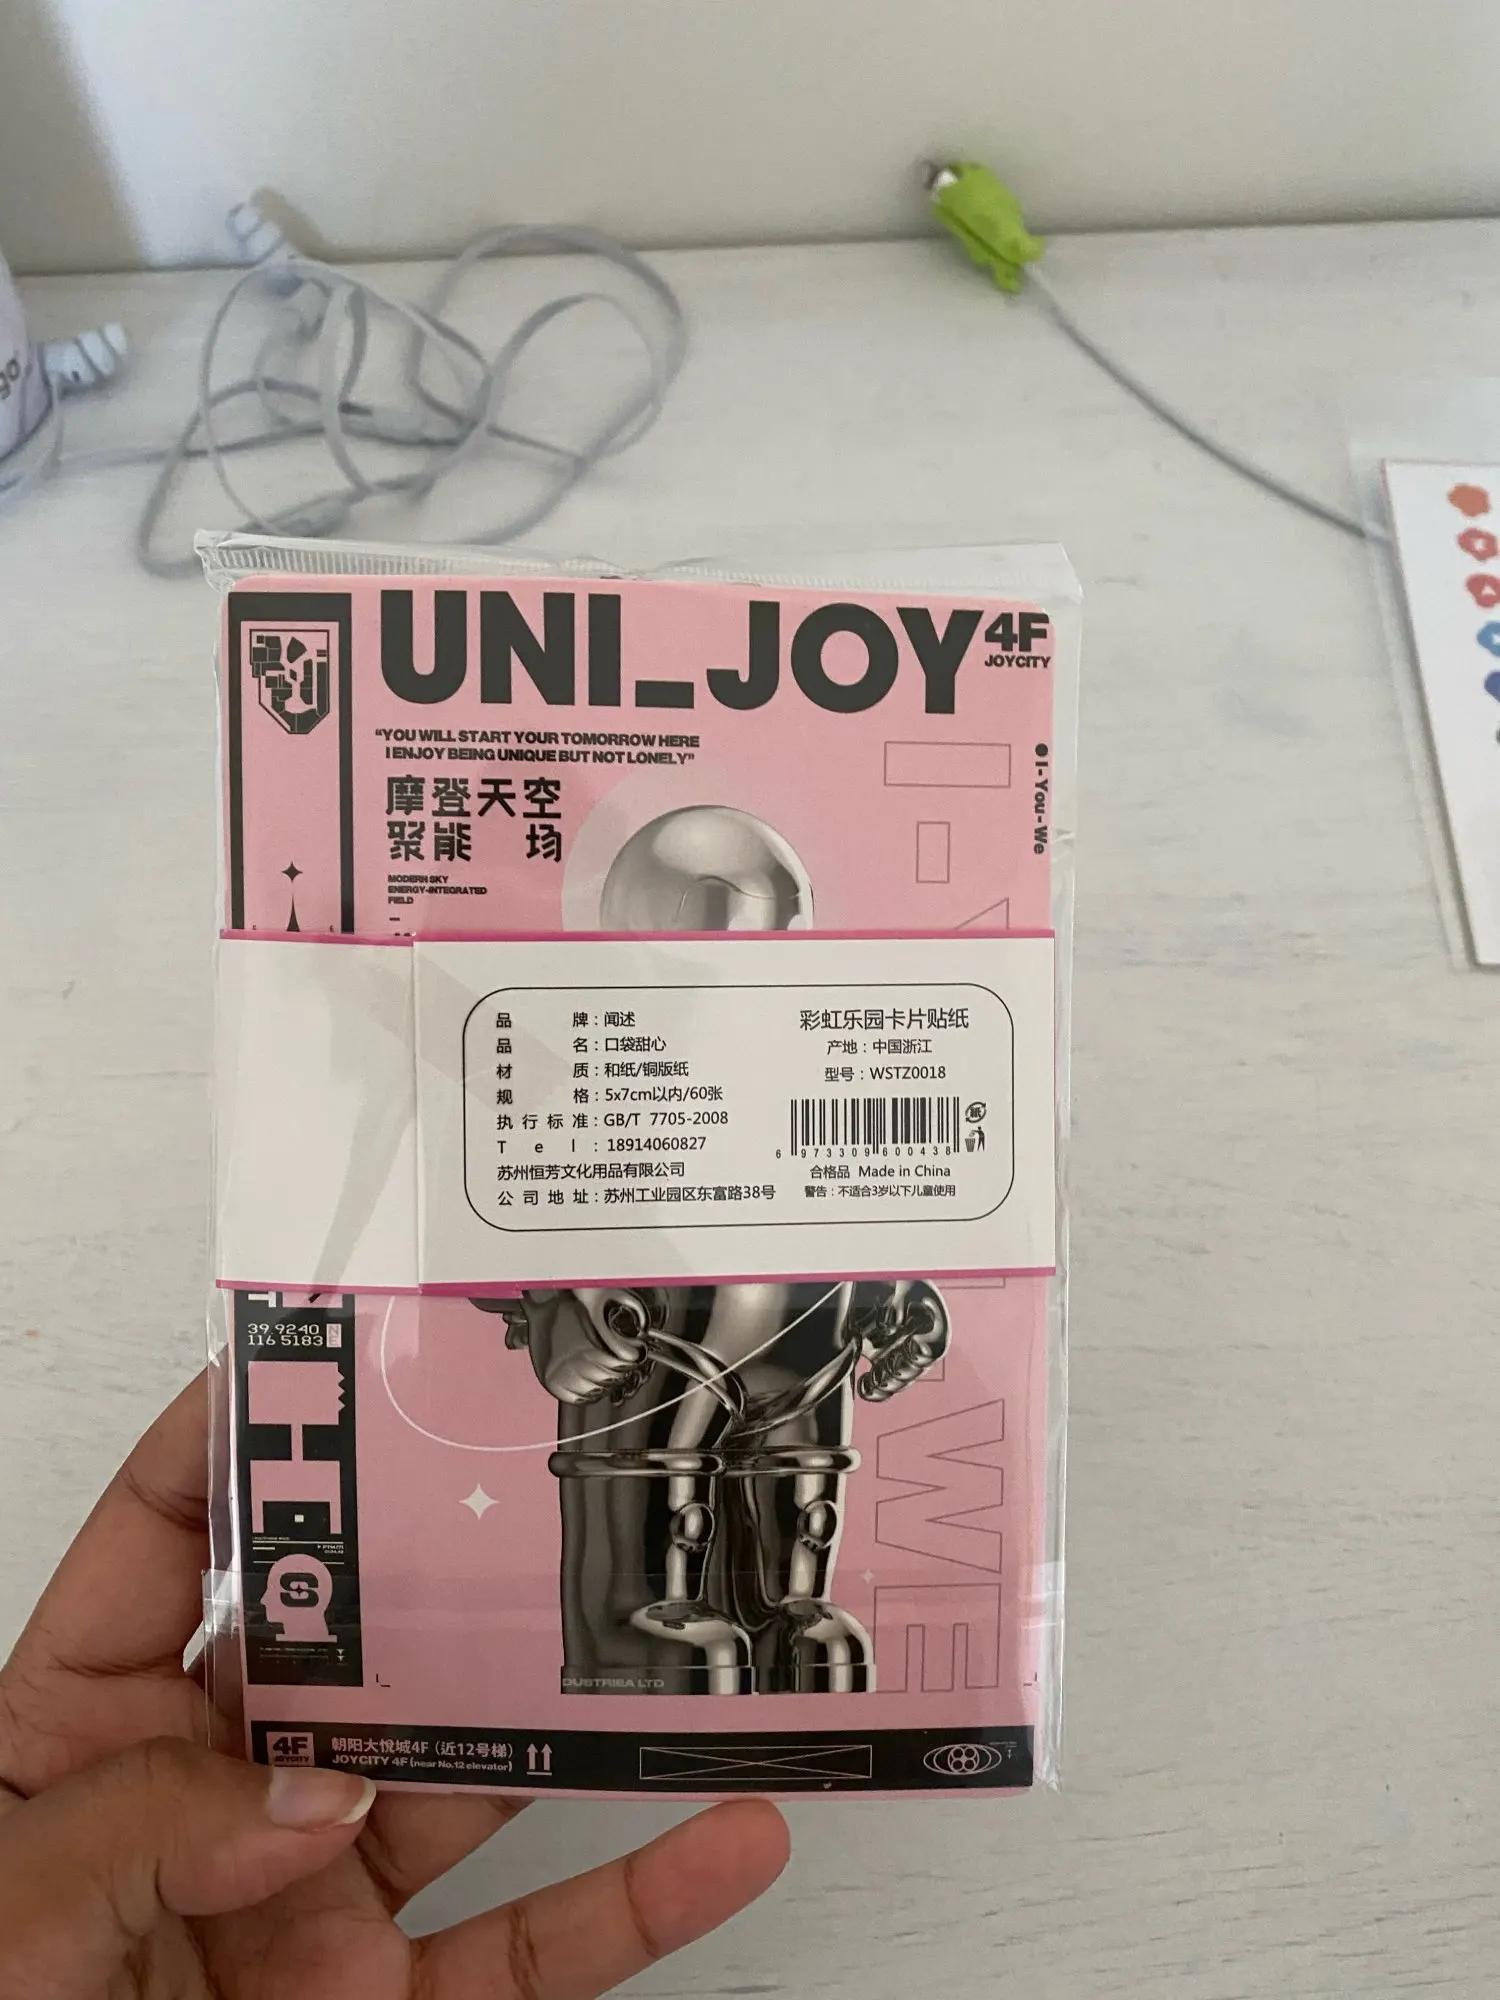 go
UNI_JOY
4F
JOYCITY
"YOU WILL START YOUR TOMORROW HERE
I ENJOY BEING UNIQUE BUT NOT LONELY"
摩登天空
聚能 场
MODERN SKY
ENERGY-INTEGRATED
FIELD
I-You-We
品 牌：闻述
品 名：口袋甜心
材 质：和纸/铜版纸
规 格：5x7cm以内/60张
执行标准：GB/T 7705-2008
Tel：18914060827
苏州恒芳文化用品有限公司
公司地址：苏州工业园区东富路38号
彩虹乐园卡片贴纸
产地：中国浙江
型号：WSTZ0018
6 973309 600438
紙
合格品 Made in China
警告：不适合3岁以下儿童使用
39.9240
116.5183
S
WE
DUSTRIEA LTD
4F
JOYCITY
朝阳大悦城4F（近12号梯）
JOYCITY 4F (near No.12 elevator)